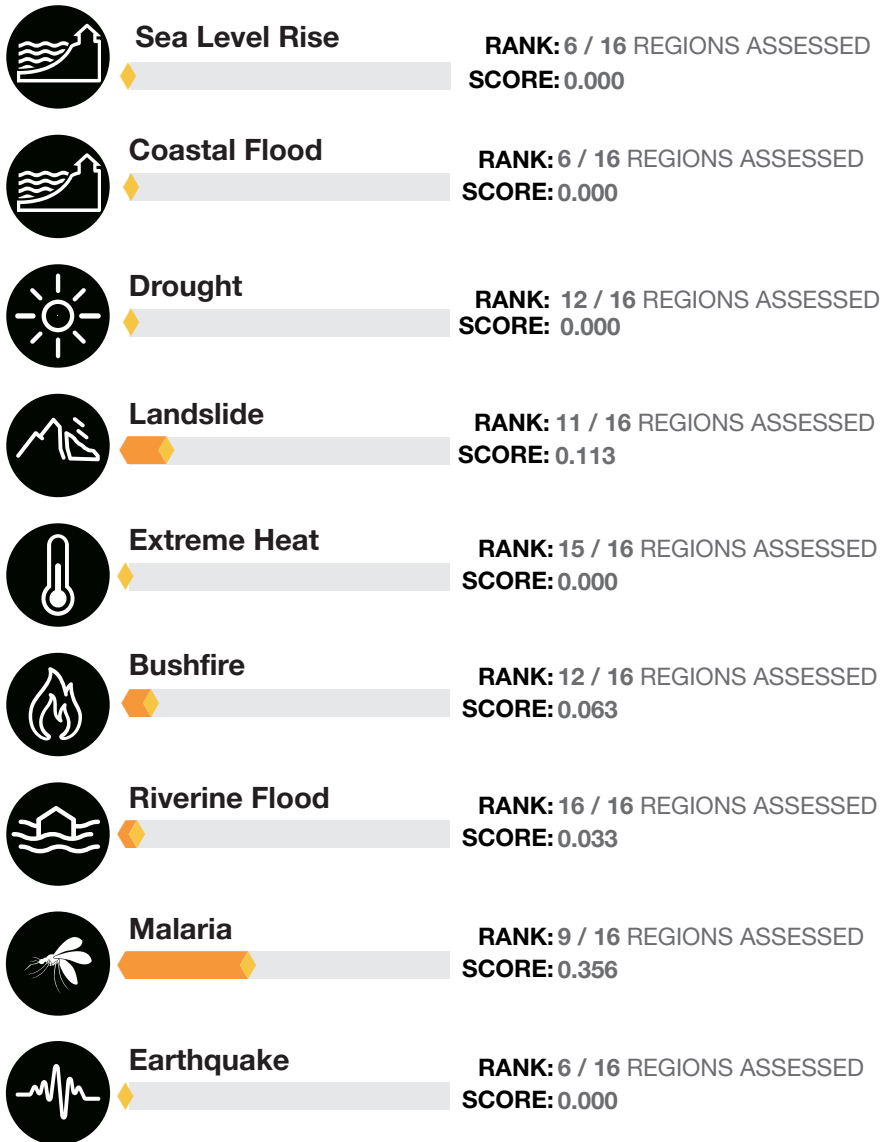 Sea Level Rise
RANK: 6 / 16 REGIONS ASSESSED
SCORE: 0.000
Coastal Flood
RANK: 6 / 16 REGIONS ASSESSED
SCORE: 0.000
Drought
RANK: 12 / 16 REGIONS ASSESSED
SCORE: 0.000
Landslide
RANK: 11 / 16 REGIONS ASSESSED
SCORE: 0.113
Extreme Heat
RANK: 15 / 16 REGIONS ASSESSED
SCORE: 0.000
Bushfire
RANK: 12 / 16 REGIONS ASSESSED
SCORE: 0.063
Riverine Flood
RANK: 16 / 16 REGIONS ASSESSED
SCORE: 0.033
Malaria
RANK: 9 / 16 REGIONS ASSESSED
SCORE: 0.356
Earthquake
RANK: 6 / 16 REGIONS ASSESSED
SCORE: 0.000